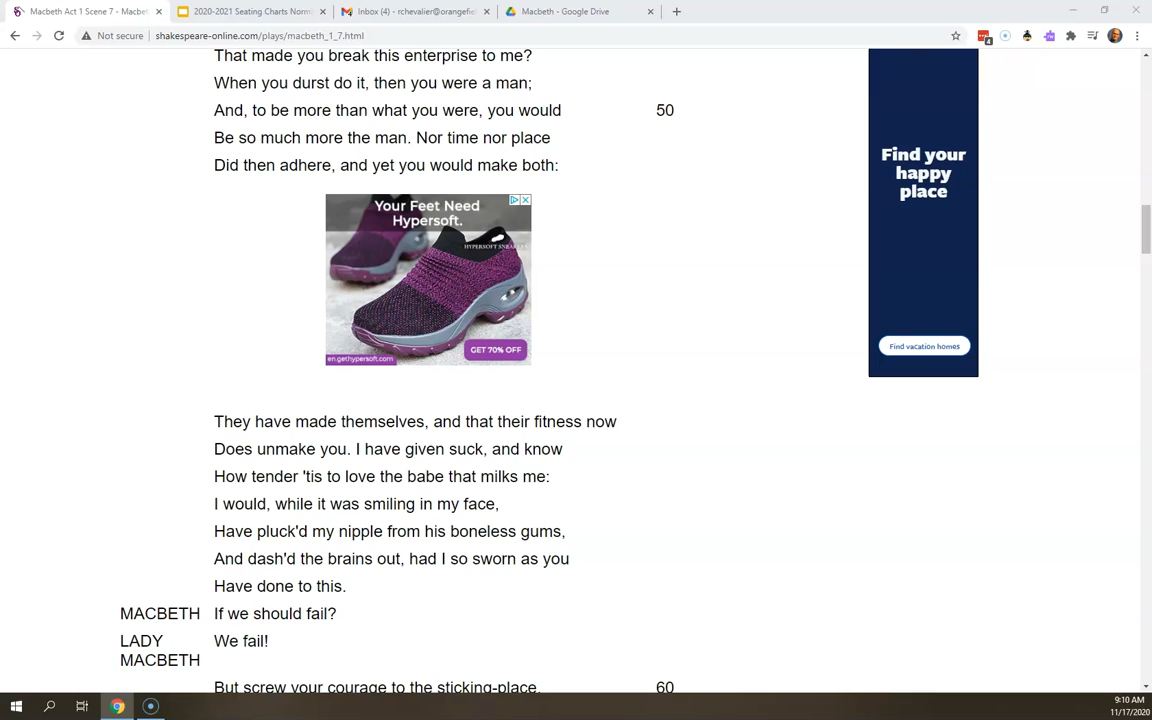 Macbeth Act 1 Scene 7 - Macbet
2020-2021 Seating Charts Norm
Inbox (4) - rchevalier@orangefie
Macbeth - Google Drive
Not secure
shakespeare-online.com/plays/macbeth_1_7.html
That made you break this enterprise to me?
When you durst do it, then you were a man;
And, to be more than what you were, you would 50
Be so much more the man. Nor time nor place
Did then adhere, and yet you would make both:
Your Feet Need
Hypersoft.
HYPERSOFT SNEAKER
GET 70% OFF
en.gethypersoft.com
Find your
happy
place
Find vacation homes
They have made themselves, and that their fitness now
Does unmake you. I have given suck, and know
How tender 'tis to love the babe that milks me:
I would, while it was smiling in my face,
Have pluck'd my nipple from his boneless gums,
And dash'd the brains out, had I so sworn as you
Have done to this.
MACBETH If we should fail?
LADY We fail!
MACBETH
But screw your courage to the sticking-place, 60
9:10 AM
11/17/2020